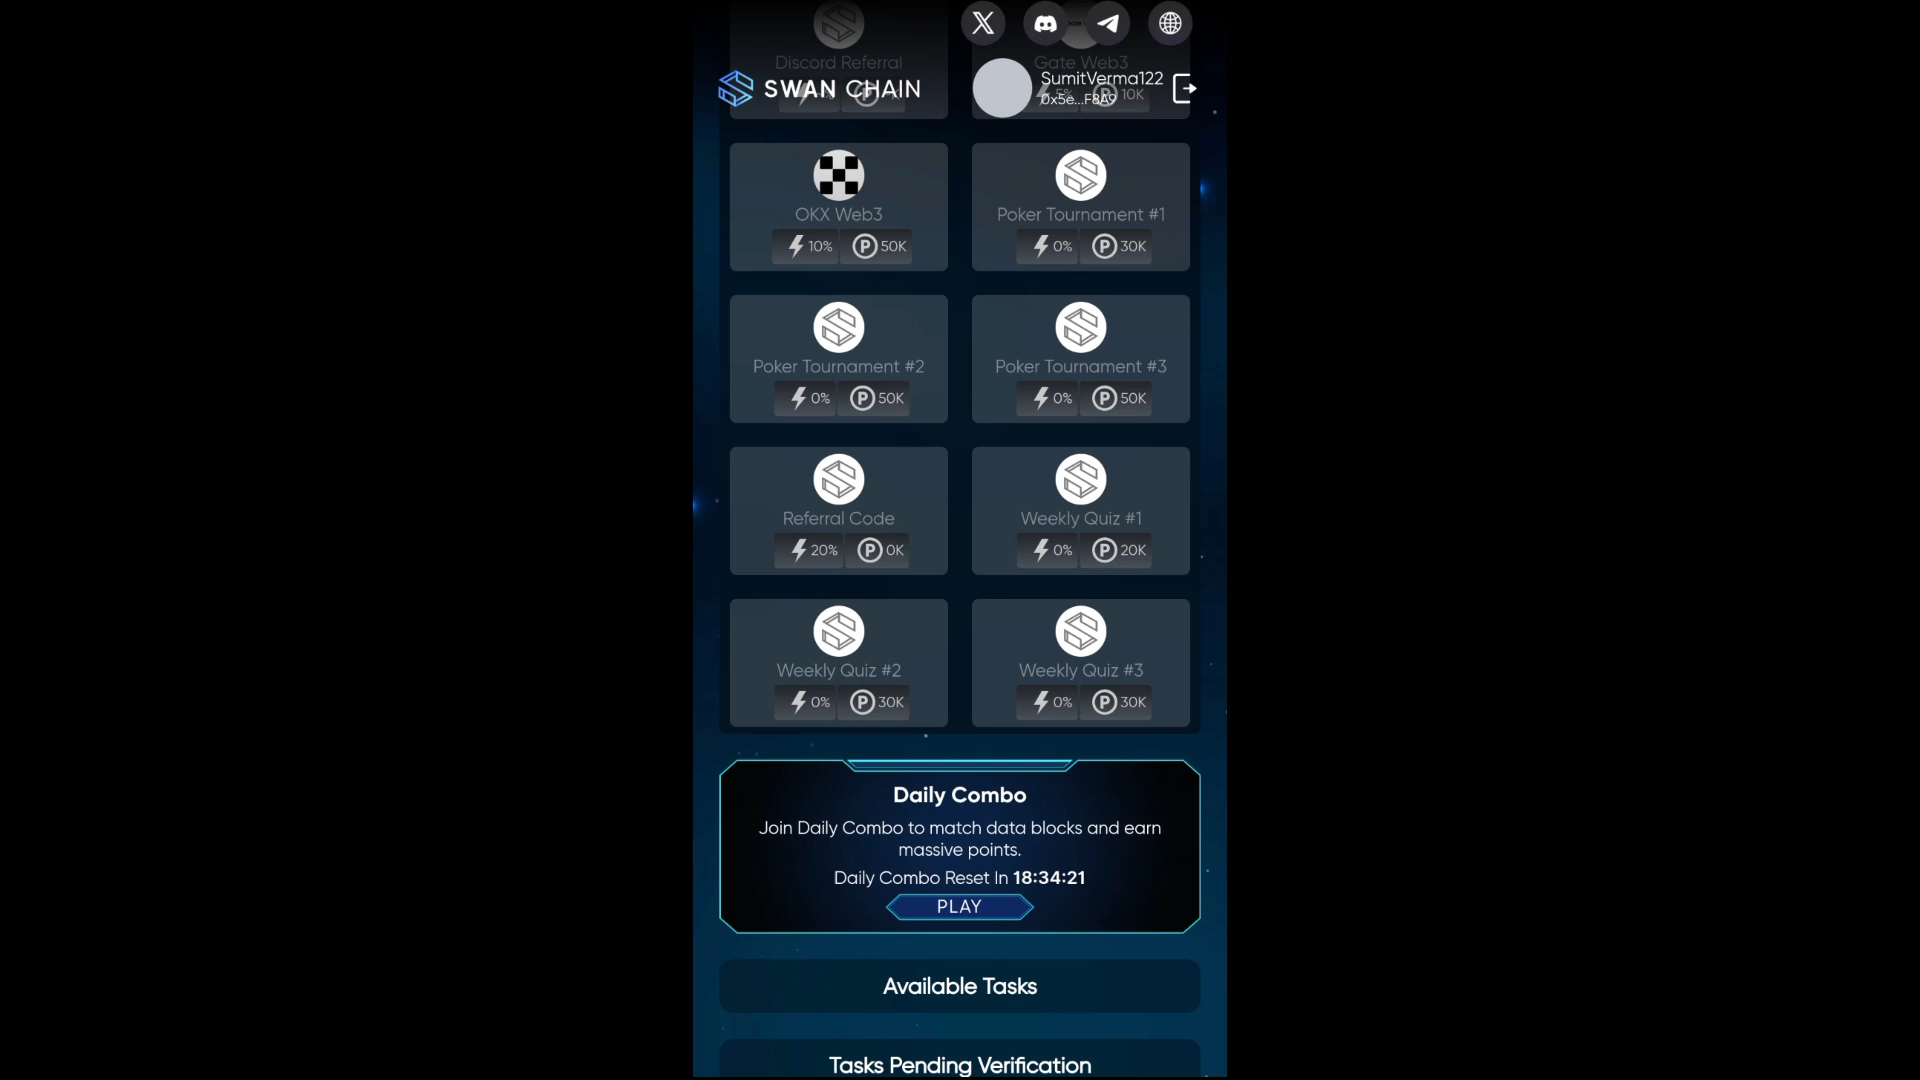 Discord Referral
Gate Web3
SWAN CHAIN
SumitVerma122
0x5e...F8A9
5%
10K
OKX Web3
10%
P 50K
Poker Tournament #1
0%
P 30K
Poker Tournament #2
0%
P 50K
Poker Tournament #3
0%
P 50K
Referral Code
20%
P 0K
Weekly Quiz #1
0%
P 20K
Weekly Quiz #2
0%
P 30K
Weekly Quiz #3
0%
P 30K
Daily Combo
Join Daily Combo to match data blocks and earn
massive points.
Daily Combo Reset In 18:34:21
PLAY
Available Tasks
Tasks Pending Verification